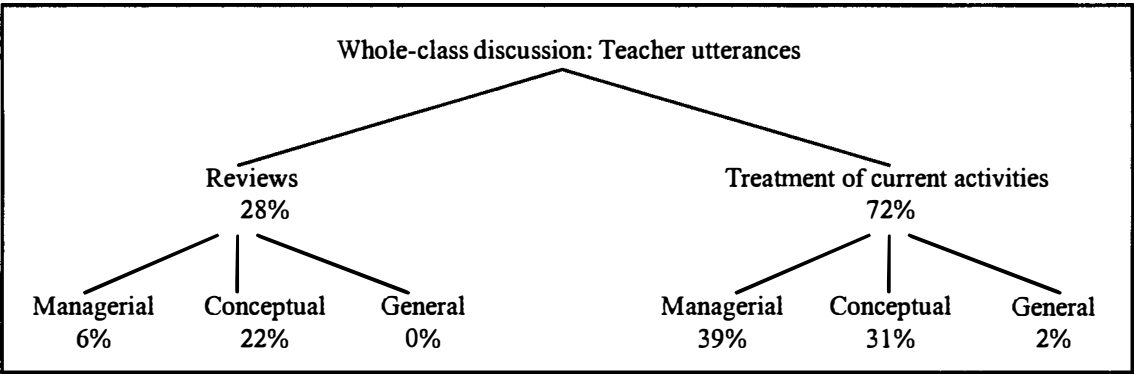 Whole-class discussion: Teacher utterances
Reviews Treatment of current activities
28% 72%
Managerial Conceptual General Managerial Conceptual General
6% 22% 0% 39% 31% 2%